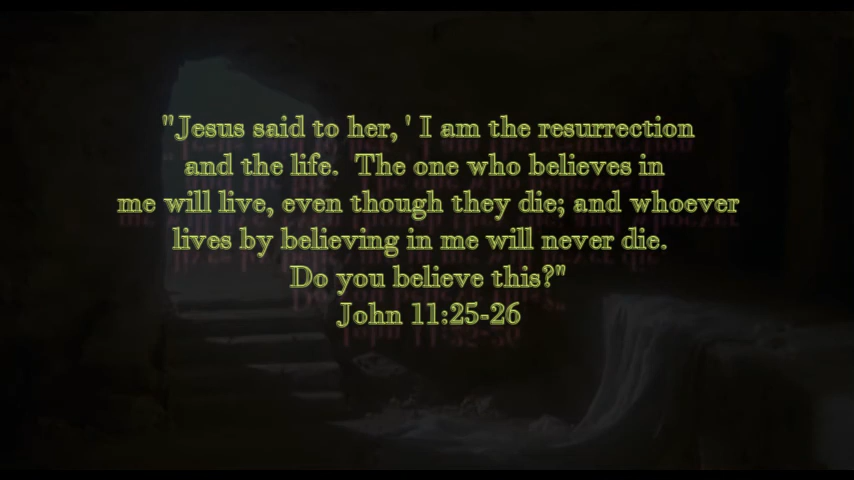 "Jesus said to her, ' I am the resurrection
and the life.  The one who believes in
me will live, even though they die; and whoever
lives by believing in me will never die.
Do you believe this?"
John 11:25-26